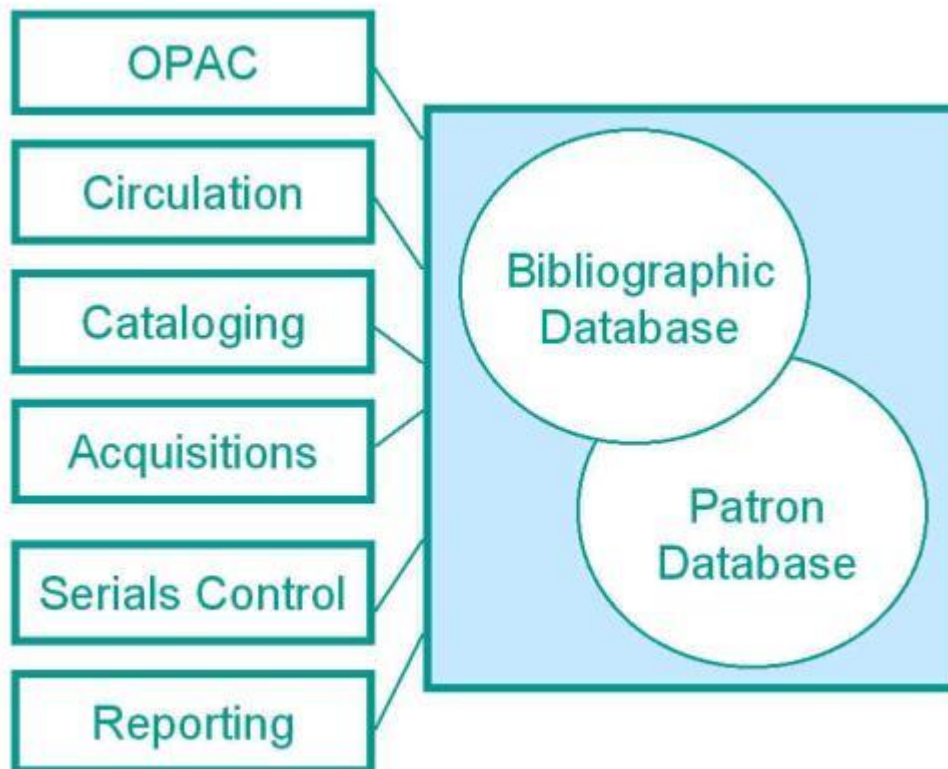 OPAC
Circulation
Cataloging
Acquisitions
Serials Control
Reporting
Bibliographic
Database
Patron
Database